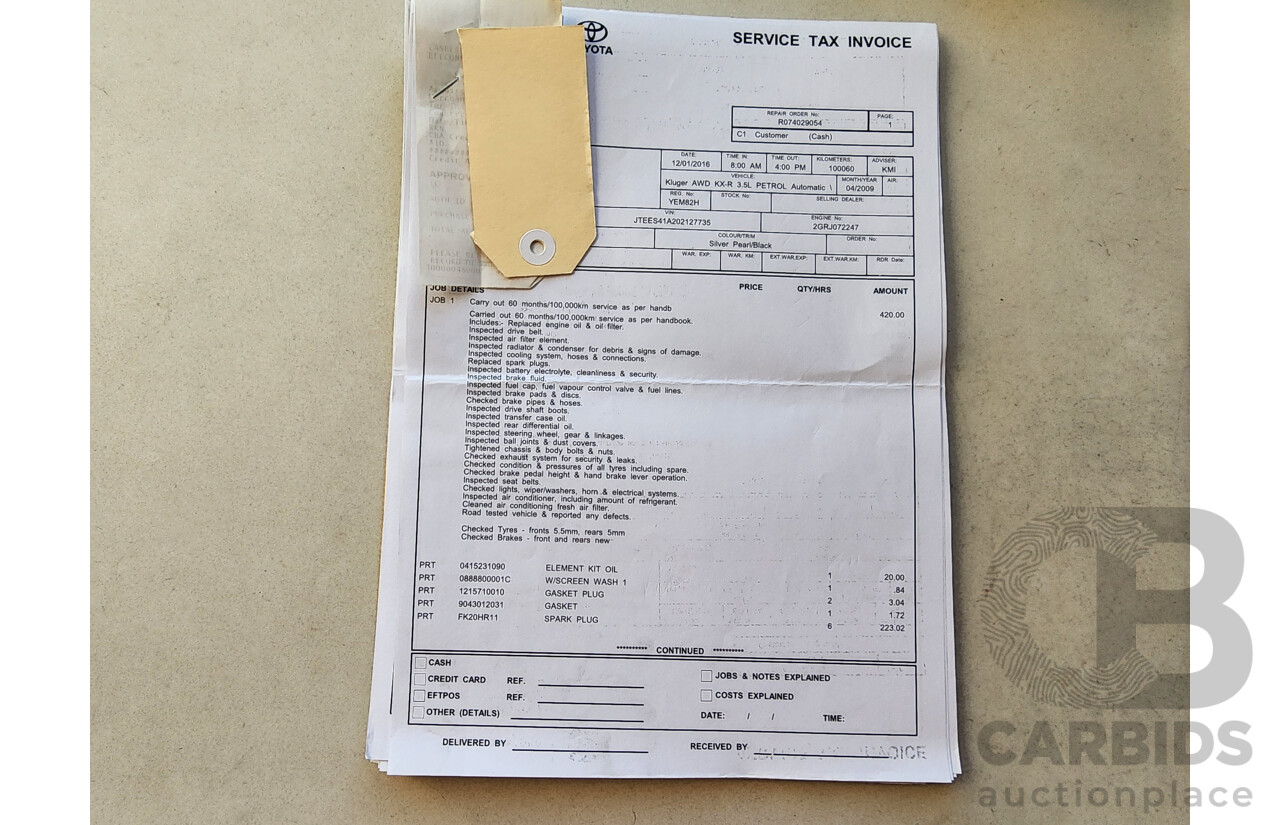 YOTA
SERVICE TAX INVOICE
REPAIR ORDER No:
R074029054
PAGE:
1
C1 Customer (Cash)
DATE:
12/01/2016
TIME IN:
8:00 AM
TIME OUT:
4:00 PM
KILOMETERS:
100060
ADVISER:
KMI
VEHICLE:
Kluger AWD KX-R 3.5L PETROL Automatic \
MONTH/YEAR
04/2009
AIR:
REG. No:
YEM82H
STOCK No:
SELLING DEALER:
VIN:
JTEES41A202127735
ENGINE No:
2GRJ072247
COLOUR/TRIM
Silver Pearl/Black
ORDER No:
WAR. EXP:
WAR. KM:
EXT.WAR.EXP:
EXT.WAR.KM:
RDR Date:
APPROV
JOB DETAILS PRICE QTY/HRS AMOUNT
JOB 1 Carry out 60 months/100,000km service as per handb
Carried out 60 months/100,000km service as per handbook. 420.00
Includes:- Replaced engine oil & oil filter.
Inspected drive belt.
Inspected air filter element.
Inspected radiator & condenser for debris & signs of damage.
Inspected cooling system, hoses & connections.
Replaced spark plugs.
Inspected battery electrolyte, cleanliness & security.
Inspected brake fluid.
Inspected fuel cap, fuel vapour control valve & fuel lines.
Inspected brake pads & discs.
Checked brake pipes & hoses.
Inspected drive shaft boots.
Inspected transfer case oil.
Inspected rear differential oil.
Inspected steering wheel, gear & linkages.
Inspected ball joints & dust covers.
Tightened chassis & body bolts & nuts.
Checked exhaust system for security & leaks.
Checked condition & pressures of all tyres including spare.
Checked brake pedal height & hand brake lever operation.
Inspected seat belts.
Checked lights, wiper/washers, horn & electrical systems.
Inspected air conditioner, including amount of refrigerant.
Cleaned air conditioning fresh air filter.
Road tested vehicle & reported any defects.
Checked Tyres - fronts 5.5mm, rears 5mm
Checked Brakes - front and rears new
PRT 0415231090 ELEMENT KIT OIL 1 20.00
PRT 0888800001C W/SCREEN WASH 1 1 .84
PRT 1215710010 GASKET PLUG 2 3.04
PRT 9043012031 GASKET 1 1.72
PRT FK20HR11 SPARK PLUG 6 223.02
********** CONTINUED **********
CASH
CREDIT CARD REF.
EFTPOS REF.
OTHER (DETAILS)
JOBS & NOTES EXPLAINED
COSTS EXPLAINED
DATE: / / TIME:
DELIVERED BY
RECEIVED BY
CARBIDS
auctionplace